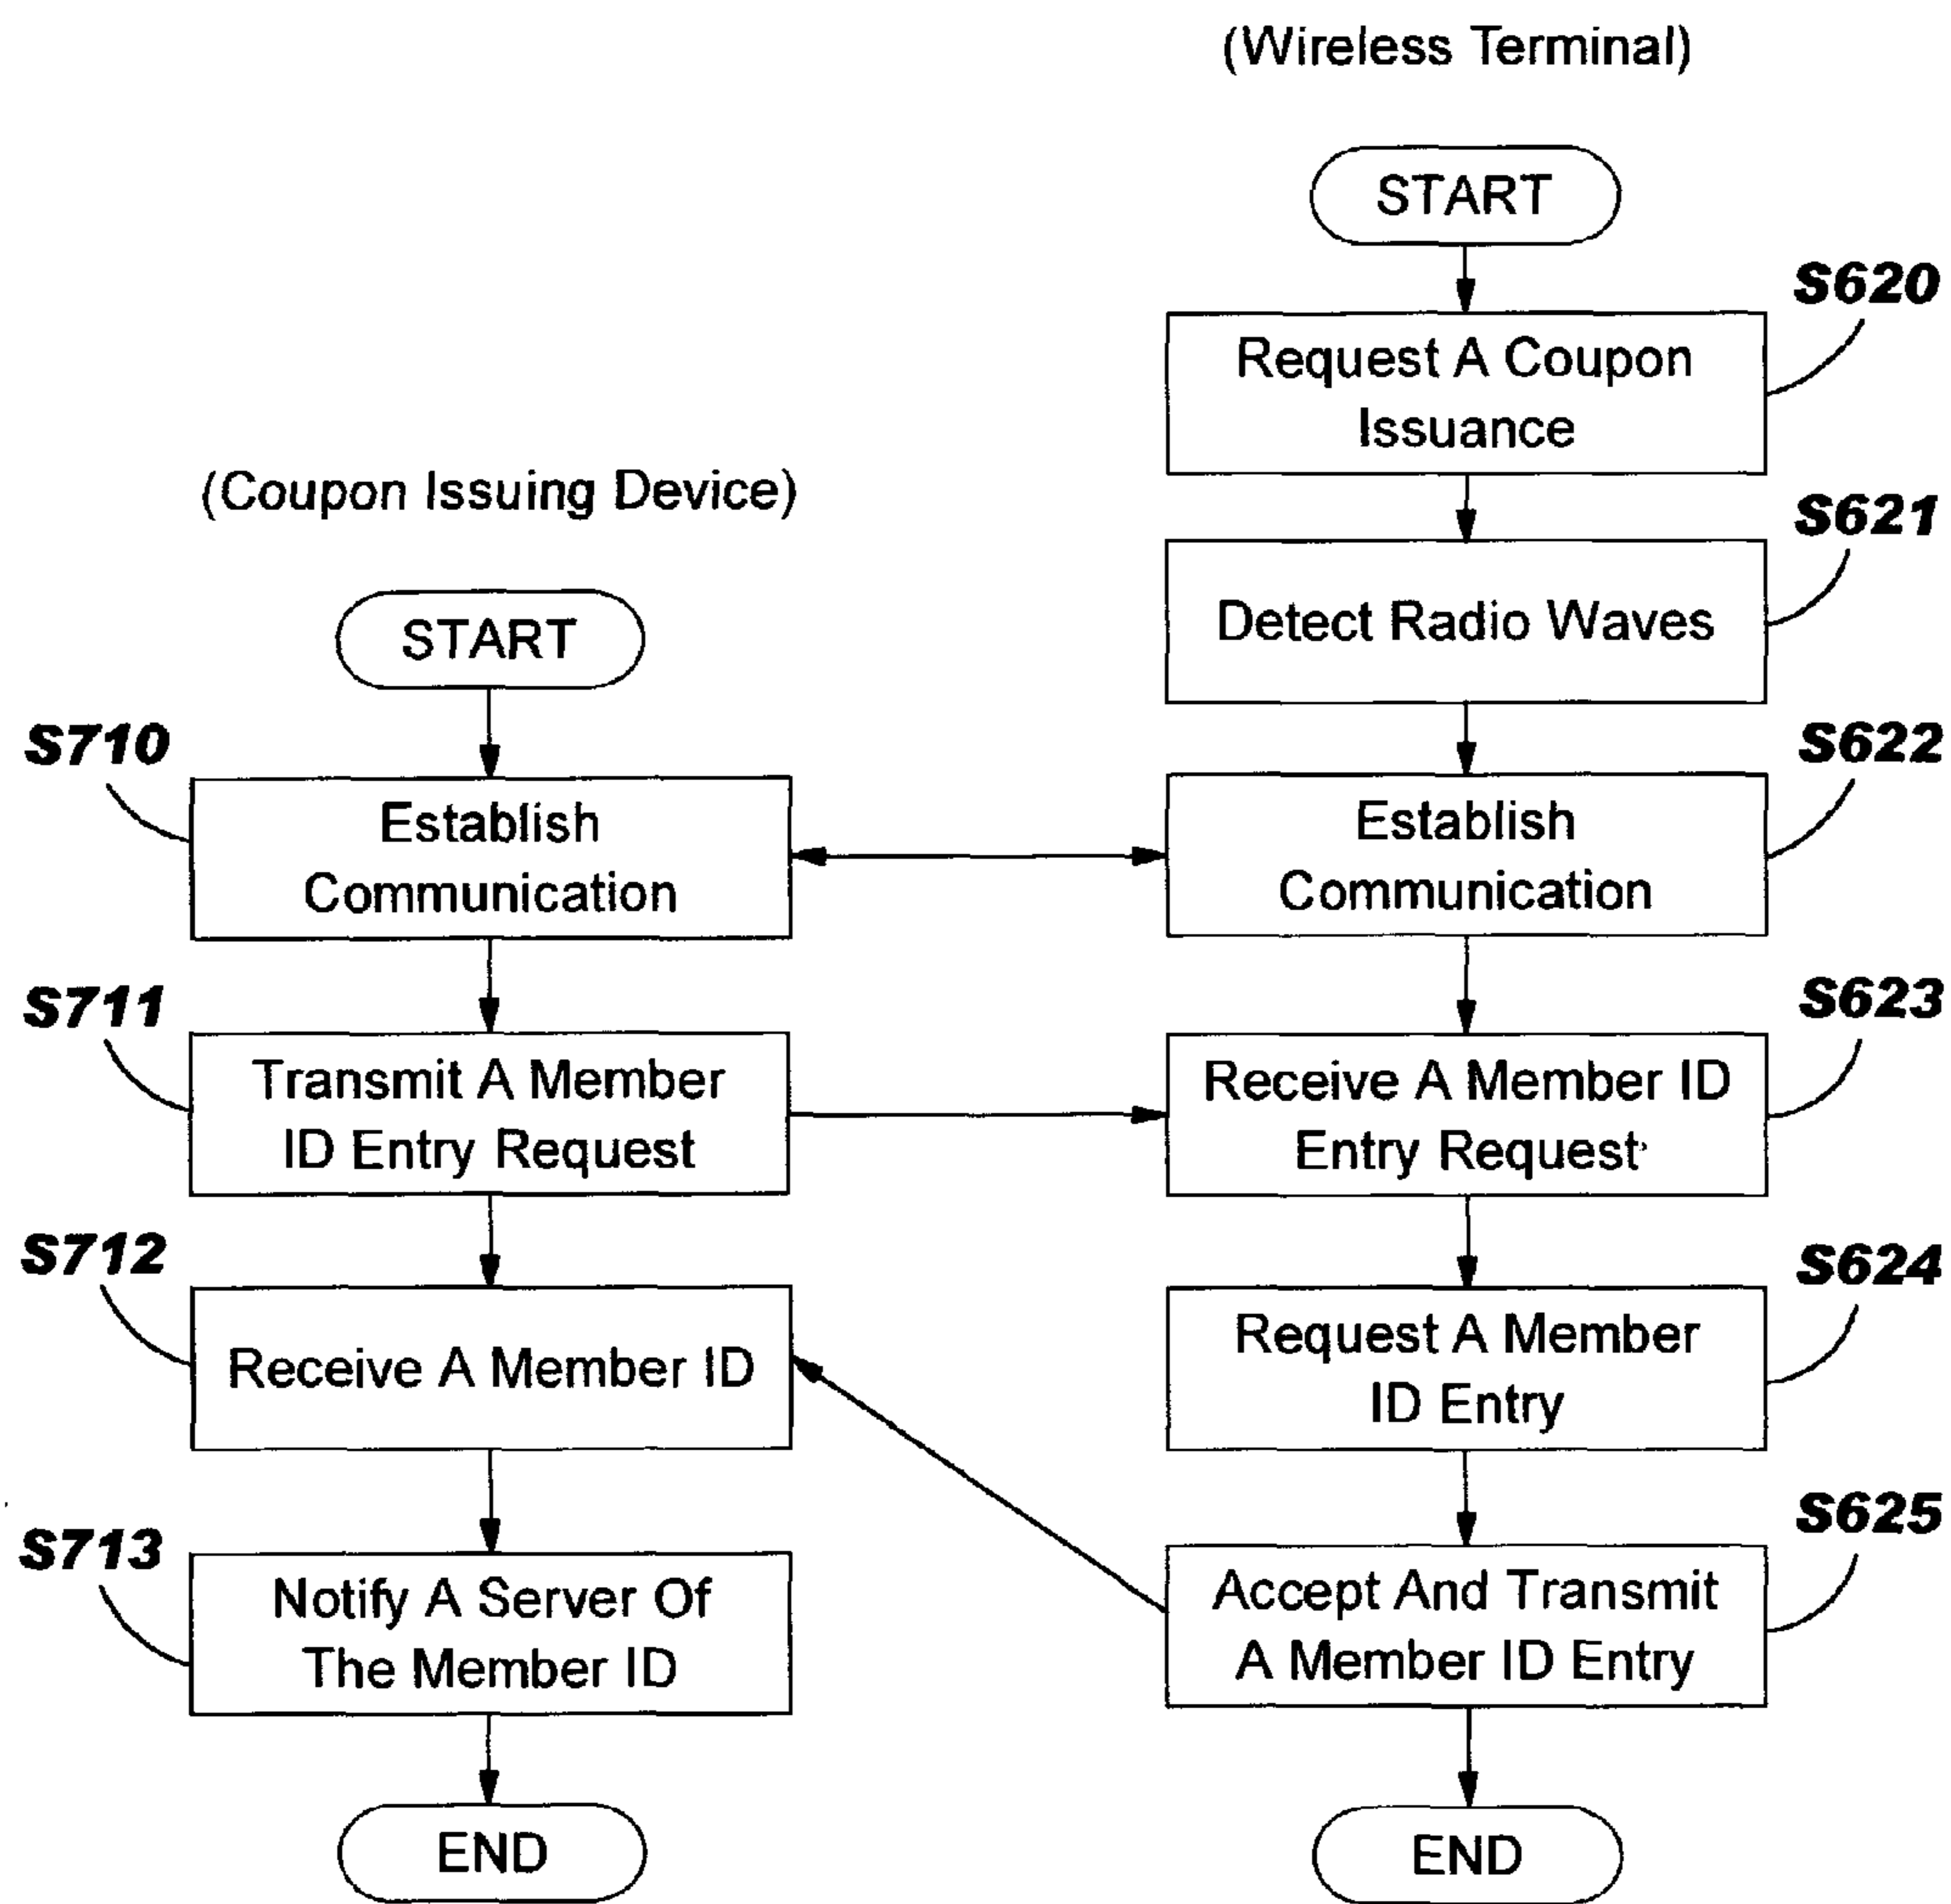 (Wireless Terminal)
START
S620
Request A Coupon
Issuance
S621
Detect Radio Waves
S622
Establish
Communication
S623
Receive A Member ID
Entry Request
S624
Request A Member
ID Entry
S625
Accept And Transmit
A Member ID Entry
END
(Coupon Issuing Device)
START
S710
Establish
Communication
S711
Transmit A Member
ID Entry Request
S712
Receive A Member ID
S713
Notify A Server Of
The Member ID
END